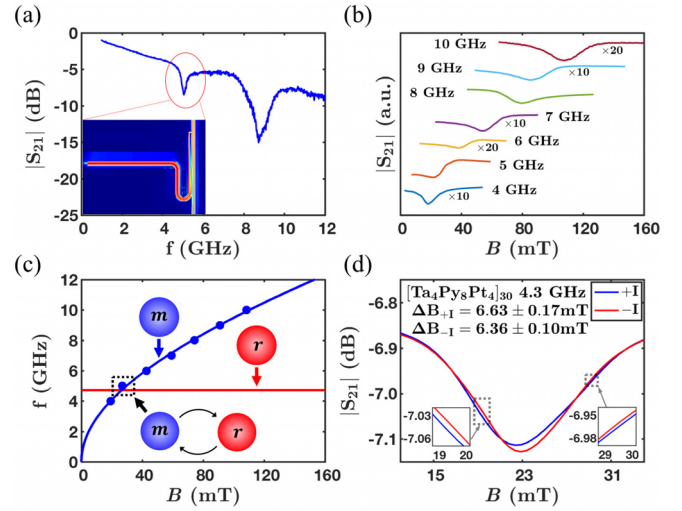 (a)
0
-5
-10
-15
-20
-25
|S21| (dB)
0 2 4 6 8 10 12
f (GHz)
(b)
10 GHz
×20
9 GHz
×10
8 GHz
7 GHz
×10
6 GHz
×20
5 GHz
4 GHz
×10
|S21| (a.u.)
0 40 80 120 160
B (mT)
(c)
12
10
8
6
4
2
0
f (GHz)
m
r
m
r
0 40 80 120 160
B (mT)
(d)
[Ta4Py8Pt4]30 4.3 GHz
ΔB+I = 6.63 ± 0.17mT
ΔB−I = 6.36 ± 0.10mT
+I
−I
-6.8
-6.9
-7.0
-7.1
|S21| (dB)
-7.03
-7.06
19 20
-6.95
-6.98
29 30
15 23 31
B (mT)